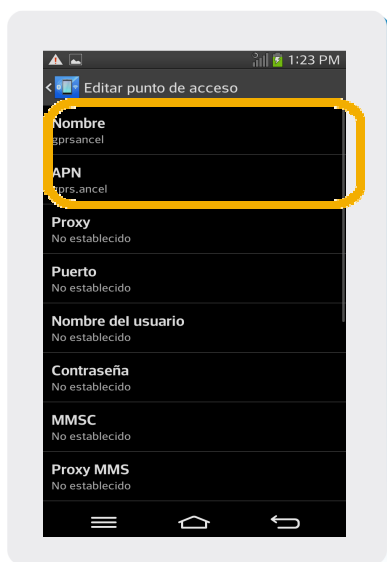 1:23 PM
Editar punto de acceso
Nombre
gprsancel
APN
gprs.ancel
Proxy
No establecido
Puerto
No establecido
Nombre del usuario
No establecido
Contraseña
No establecido
MMSC
No establecido
Proxy MMS
No establecido